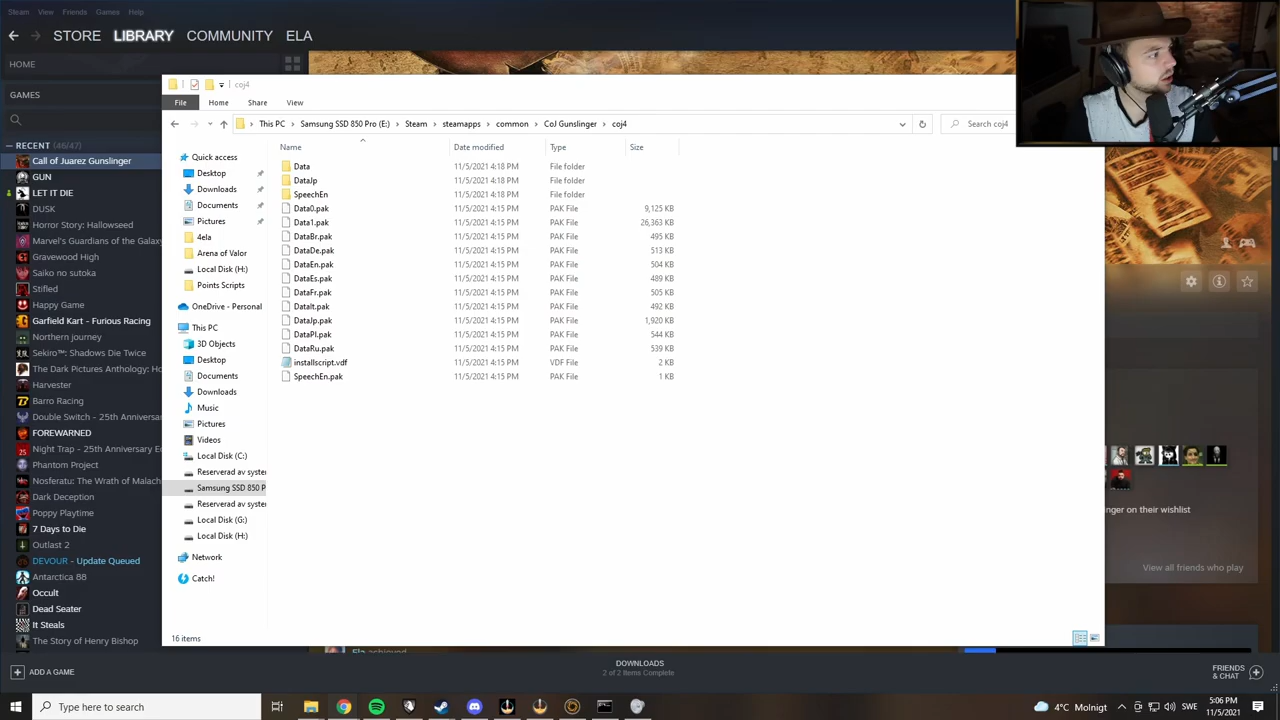 Steam View Friends Games Help
STORE LIBRARY COMMUNITY ELA
HOME
GAMES
RECENT (46/47)
Call of Juarez Gunslinger
GUN
LET IT DIE
DUSK
Horror Story: Hallowseed
Marvel's Guardians of the Galaxy
Gravewood High
Saiko no sutoka
Stifled
Happy Game
Garfield Kart - Furious Racing
Northern journey
Sekiro™: Shadows Die Twice
The Dark Pictures Anthology: Hou
Harvester
Barro Racing
Double Switch - 25th Anniversary
FOREWARNED
Night Trap - 25th Anniversary E
Phantom Project
Nosferatu: The Wrath of Malach
Dark Deception
Poppy Playtime
7 Days to Die
Outlast 2
DEVOUR - Update Queued
Antarctica 88
Occult
Dead Seater
It Steals
The Story of Henry Bishop
ADD A GAME
coj4
File Home Share View
This PC > Samsung SSD 850 Pro (E:) > Steam > steamapps > common > CoJ Gunslinger > coj4
Search coj4
Quick access
Desktop
Downloads
Documents
Pictures
4ela
Arena of Valor
Local Disk (H:)
Points Scripts
OneDrive - Personal
This PC
3D Objects
Desktop
Documents
Downloads
Music
Pictures
Videos
Local Disk (C:)
Reserverad av syste
Samsung SSD 850 P
Reserverad av syste
Local Disk (G:)
Local Disk (H:)
Network
Catch!
Name Date modified Type Size
Data 11/5/2021 4:18 PM File folder
DataJp 11/5/2021 4:18 PM File folder
SpeechEn 11/5/2021 4:18 PM File folder
Data0.pak 11/5/2021 4:15 PM PAK File 9,125 KB
Data1.pak 11/5/2021 4:15 PM PAK File 26,363 KB
DataBr.pak 11/5/2021 4:15 PM PAK File 495 KB
DataDe.pak 11/5/2021 4:15 PM PAK File 513 KB
DataEn.pak 11/5/2021 4:15 PM PAK File 504 KB
DataEs.pak 11/5/2021 4:15 PM PAK File 489 KB
DataFr.pak 11/5/2021 4:15 PM PAK File 505 KB
DataIt.pak 11/5/2021 4:15 PM PAK File 492 KB
DataJp.pak 11/5/2021 4:15 PM PAK File 1,920 KB
DataPl.pak 11/5/2021 4:15 PM PAK File 544 KB
DataRu.pak 11/5/2021 4:15 PM PAK File 539 KB
installscript.vdf 11/5/2021 4:15 PM VDF File 2 KB
SpeechEn.pak 11/5/2021 4:15 PM PAK File 1 KB
16 items
nger on their wishlist
View all friends who play
Ela achieved
DOWNLOADS
2 of 2 Items Complete
FRIENDS
& CHAT
Type here to search
4°C Molnigt
SWE
5:06 PM
11/5/2021